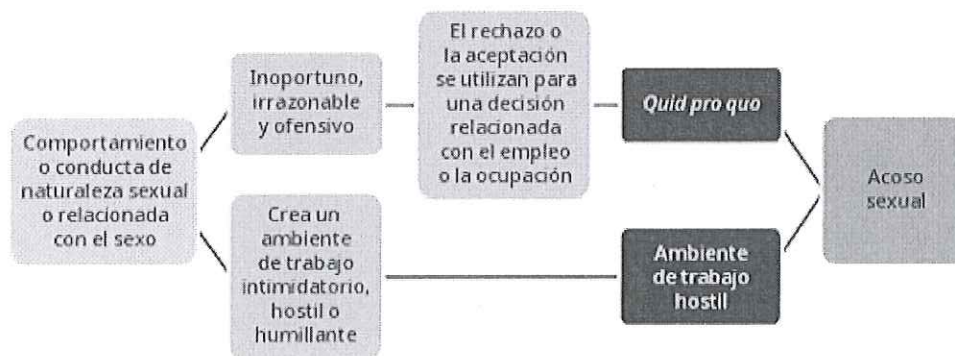 Comportamiento
o conducta de
naturaleza sexual
o relacionada
con el sexo
Inoportuno,
irrazonable
y ofensivo
El rechazo o
la aceptación
se utilizan para
una decisión
relacionada
con el empleo
o la ocupación
Quid pro quo
Crea un
ambiente
de trabajo
intimidatorio,
hostil o
humillante
Ambiente
de trabajo
hostil
Acoso
sexual